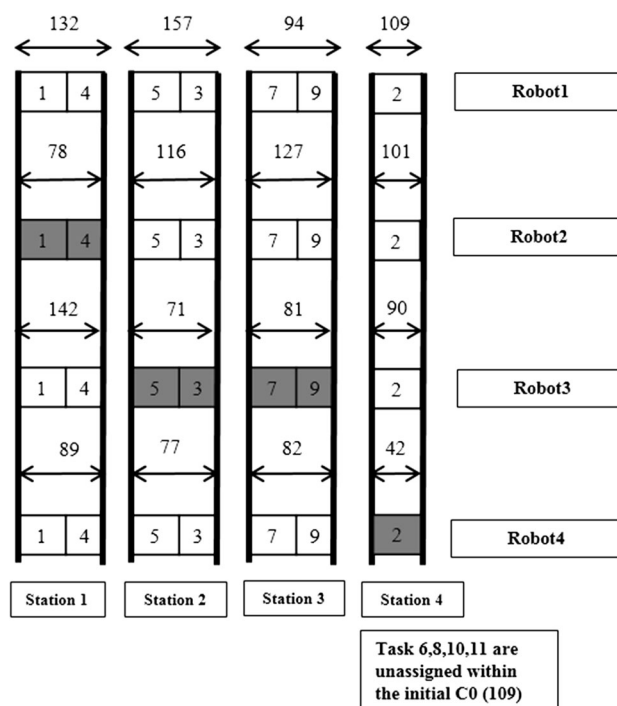 132 157 94 109
1 4 5 3 7 9 2 Robot1
78 116 127 101
1 4 5 3 7 9 2 Robot2
142 71 81 90
1 4 5 3 7 9 2 Robot3
89 77 82 42
1 4 5 3 7 9 2 Robot4
Station 1 Station 2 Station 3 Station 4
Task 6,8,10,11 are
unassigned within
the initial C0 (109)